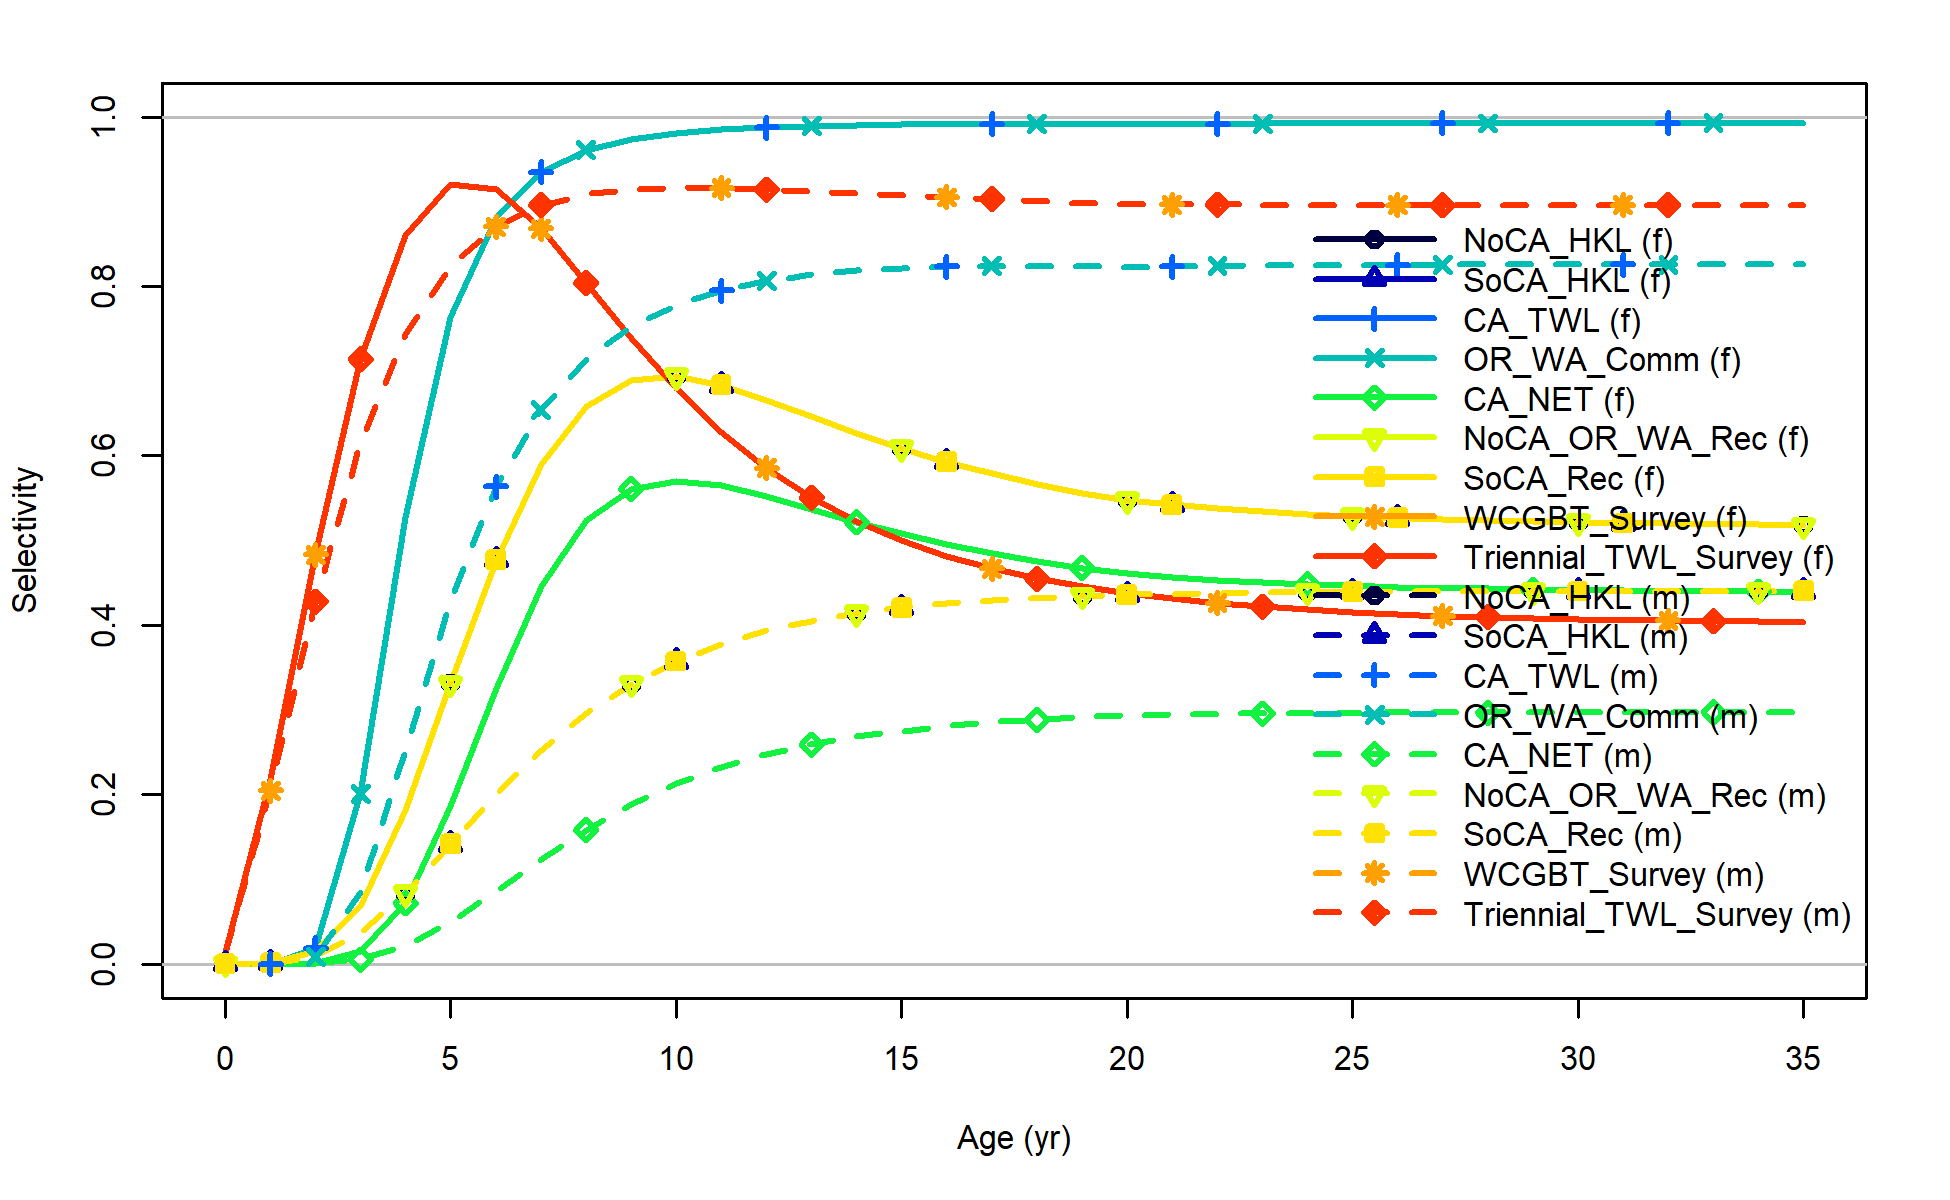 Selectivity
1.0
0.8
0.6
0.4
0.2
0.0
NoCA_HKL (f)
SoCA_HKL (f)
CA_TWL (f)
OR_WA_Comm (f)
CA_NET (f)
NoCA_OR_WA_Rec (f)
SoCA_Rec (f)
WCGBT_Survey (f)
Triennial_TWL_Survey (f)
NoCA_HKL (m)
SoCA_HKL (m)
CA_TWL (m)
OR_WA_Comm (m)
CA_NET (m)
NoCA_OR_WA_Rec (m)
SoCA_Rec (m)
WCGBT_Survey (m)
Triennial_TWL_Survey (m)
0 5 10 15 20 25 30 35
Age (yr)